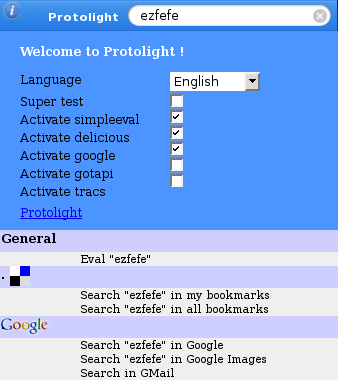 Protolight ezfefe
Welcome to Protolight !
Language English
Super test
Activate simpleeval
Activate delicious
Activate google
Activate gotapi
Activate tracs
Protolight
General
Eval "ezfefe"
Search "ezfefe" in my bookmarks
Search "ezfefe" in all bookmarks
Google
Search "ezfefe" in Google
Search "ezfefe" in Google Images
Search in GMail